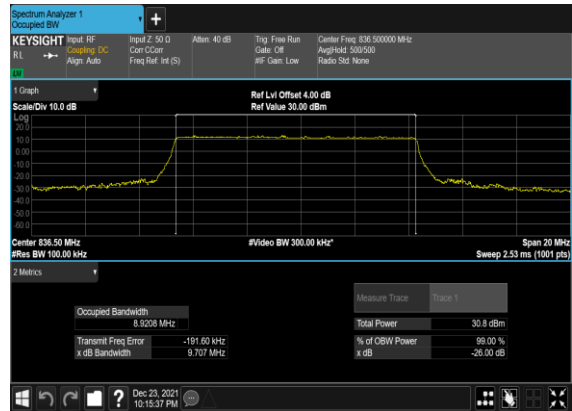 Spectrum Analyzer 1
Occupied BW
+
KEYSIGHT Input: RF Input Z: 50 Ω Atten: 40 dB Trig: Free Run Center Freq: 836.500000 MHz
R L Coupling: DC Corr CCorr Gate: Off Avg|Hold: 500/500
Align: Auto Freq Ref: Int (S) #IF Gain: Low Radio Std: None
1 Graph
Scale/Div 10.0 dB Ref Lvl Offset 4.00 dB
Ref Value 30.00 dBm
Log
20.0
10.0
0.00
-10.0
-20.0
-30.0
-40.0
-50.0
-60.0
Center 836.50 MHz #Video BW 300.00 kHz* Span 20 MHz
#Res BW 100.00 kHz Sweep 2.53 ms (1001 pts)
2 Metrics
Measure Trace Trace 1
Occupied Bandwidth
8.9208 MHz Total Power 30.8 dBm
Transmit Freq Error -191.60 kHz % of OBW Power 99.00 %
x dB Bandwidth 9.707 MHz x dB -26.00 dB
? Dec 23, 2021
10:15:37 PM